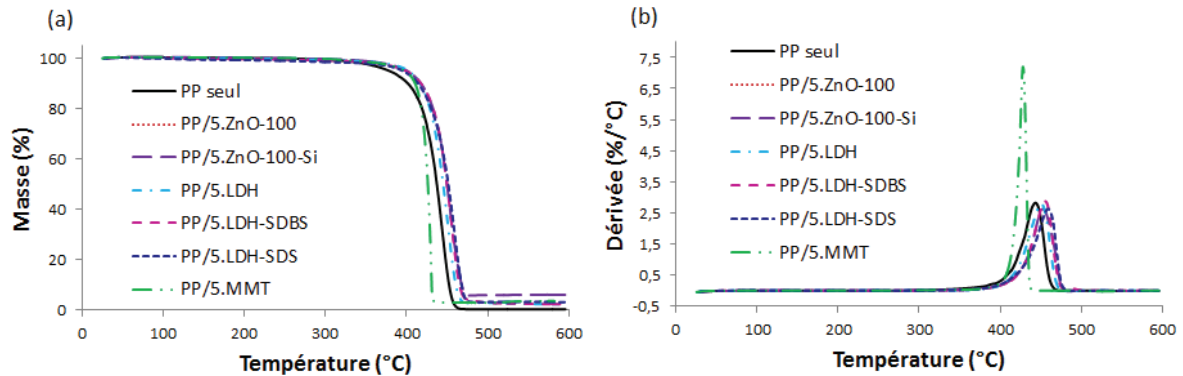 (a)
Masse (%)
100
80
60
40
20
0
PP seul
PP/5.ZnO-100
PP/5.ZnO-100-Si
PP/5.LDH
PP/5.LDH-SDBS
PP/5.LDH-SDS
PP/5.MMT
0 100 200 300 400 500 600
Température (°C)
(b)
Dérivée (%/°C)
7,5
6,5
5,5
4,5
3,5
2,5
1,5
0,5
-0,5
PP seul
PP/5.ZnO-100
PP/5.ZnO-100-Si
PP/5.LDH
PP/5.LDH-SDBS
PP/5.LDH-SDS
PP/5.MMT
0 100 200 300 400 500 600
Température (°C)